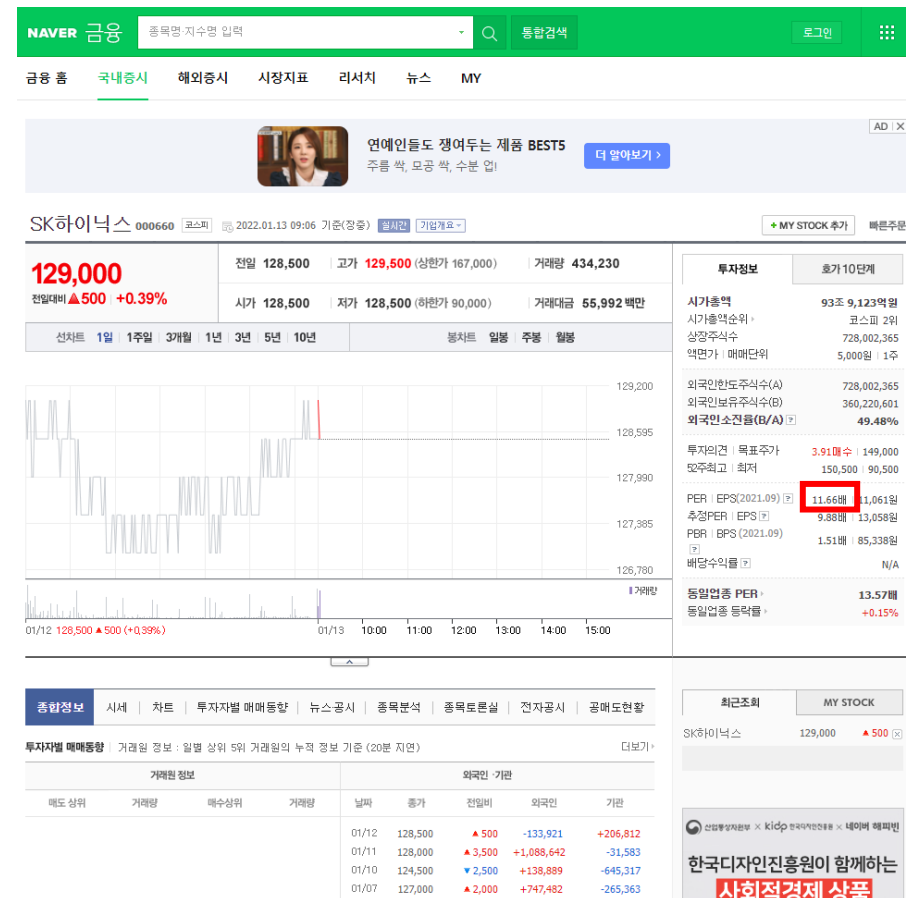 NAVER 금융 종목명·지수명 입력 통합검색 로그인
금융 홈 국내증시 해외증시 시장지표 리서치 뉴스 MY
AD X
연예인들도 쟁여두는 제품 BEST5
주름 싹, 모공 싹, 수분 업!
더 알아보기 >
SK하이닉스 000660 코스피 2022.01.13 09:06 기준(장중) 실시간 기업개요
+ MY STOCK 추가 빠른주문
129,000
전일대비 ▲500 +0.39%
전일 128,500 고가 129,500 (상한가 167,000) 거래량 434,230
시가 128,500 저가 128,500 (하한가 90,000) 거래대금 55,992 백만
선차트 1일 1주일 3개월 1년 3년 5년 10년 봉차트 일봉 주봉 월봉
129,200
128,595
127,990
127,385
126,780
거래량
01/12 128,500 ▲500 (+0,39%) 01/13 10:00 11:00 12:00 13:00 14:00 15:00
투자정보 호가 10단계
시가총액 93조 9,123억원
시가총액순위 코스피 2위
상장주식수 728,002,365
액면가 매매단위 5,000원 1주
외국인한도주식수(A) 728,002,365
외국인보유주식수(B) 360,220,601
외국인소진율(B/A) ? 49.48%
투자의견 목표주가 3.91매수 149,000
52주최고 최저 150,500 90,500
PER EPS(2021.09) ? 11.66배 11,061원
추정PER EPS ? 9.88배 13,058원
PBR BPS (2021.09) ? 1.51배 85,338원
배당수익률 ? N/A
동일업종 PER 13.57배
동일업종 등락률 +0.15%
종합정보 시세 차트 투자자별 매매동향 뉴스공시 종목분석 종목토론실 전자공시 공매도현황
투자자별 매매동향 거래원 정보 : 일별 상위 5위 거래원의 누적 정보 기준 (20분 지연) 더보기
거래원 정보 외국인 ·기관
매도 상위 거래량 매수상위 거래량 날짜 종가 전일비 외국인 기관
01/12 128,500 ▲500 -133,921 +206,812
01/11 128,000 ▲3,500 +1,088,642 -31,583
01/10 124,500 ▼2,500 +138,889 -645,317
01/07 127,000 ▲2,000 +747,482 -265,363
최근조회 MY STOCK
SK하이닉스 129,000 ▲500
산업통상자원부 × kidp 한국디자인진흥원 × 네이버 해피빈
한국디자인진흥원이 함께하는
사회적경제 상품